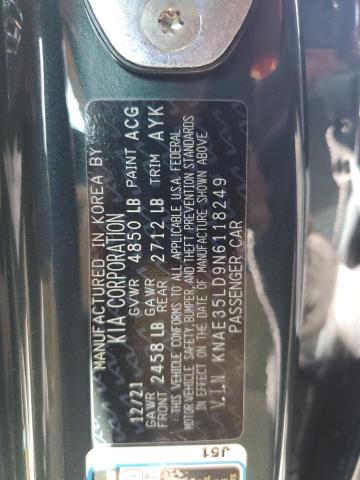 MANUFACTURED IN KOREA BY
KIA CORPORATION
12/21 GVWR 4850 LB PAINT ACG
GAWR FRONT 2458 LB GAWR REAR 2712 LB TRIM AYK
THIS VEHICLE CONFORMS TO ALL APPLICABLE U.S.A. FEDERAL
MOTOR VEHICLE SAFETY, BUMPER, AND THEFT PREVENTION STANDARDS
IN EFFECT ON THE DATE OF MANUFACTURE SHOWN ABOVE
V.I.N KNAE35LD9N6118249
PASSENGER CAR
J51